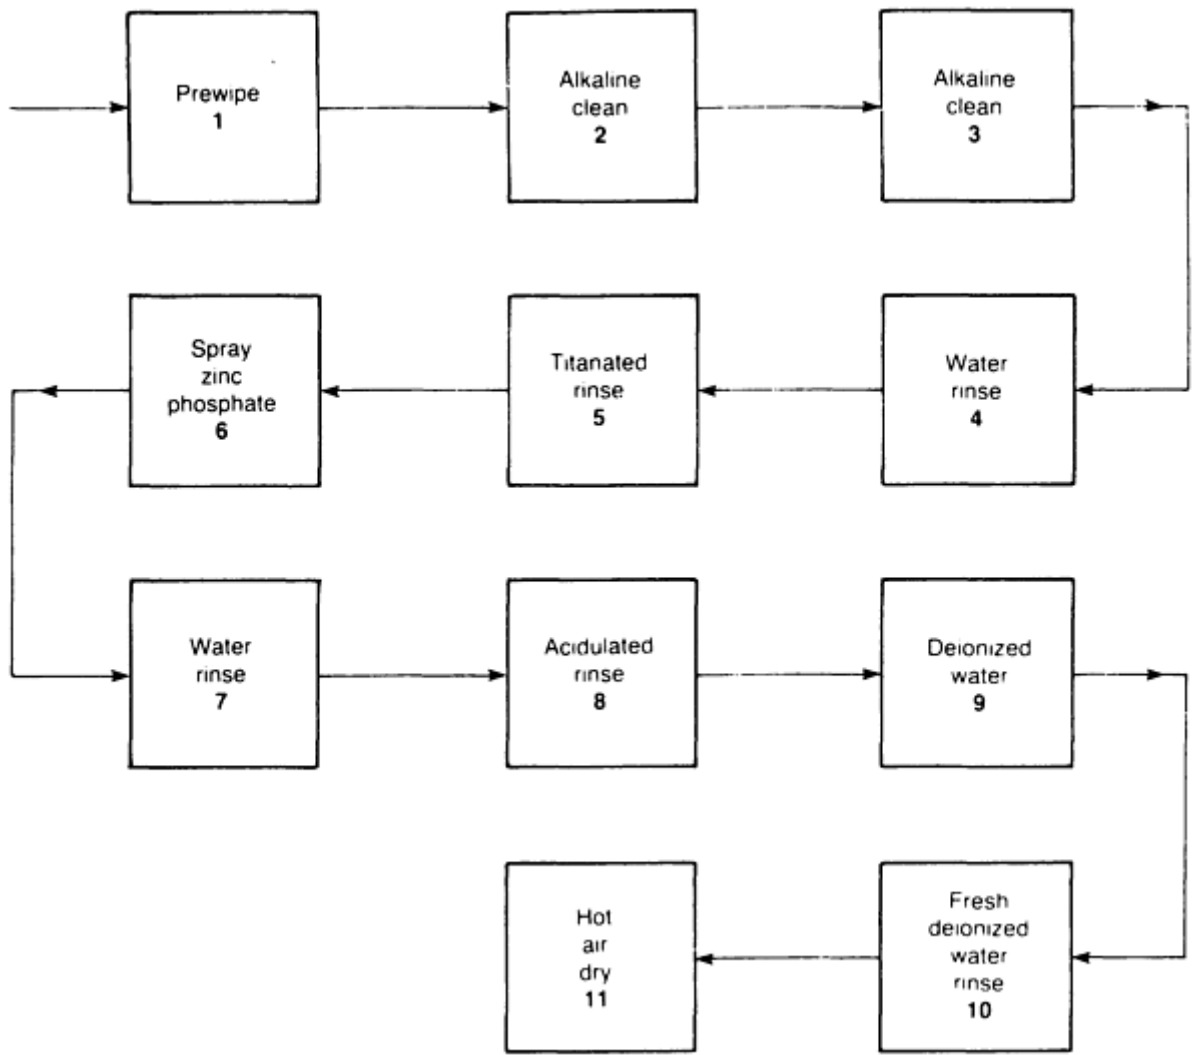 Prewipe
1
Alkaline
clean
2
Alkaline
clean
3
Water
rinse
4
Titanated
rinse
5
Spray
zinc
phosphate
6
Water
rinse
7
Acidulated
rinse
8
Deionized
water
9
Fresh
deionized
water
rinse
10
Hot
air
dry
11